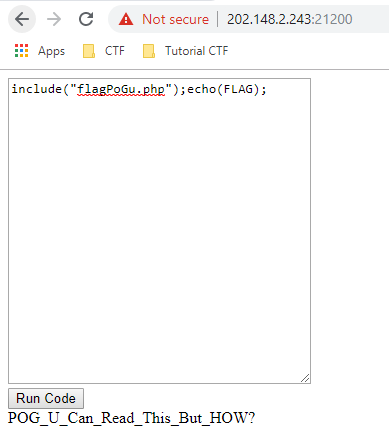 Not secure | 202.148.2.243:21200
Apps CTF Tutorial CTF
include("flagPoGu.php");echo(FLAG);
Run Code
POG_U_Can_Read_This_But_HOW?